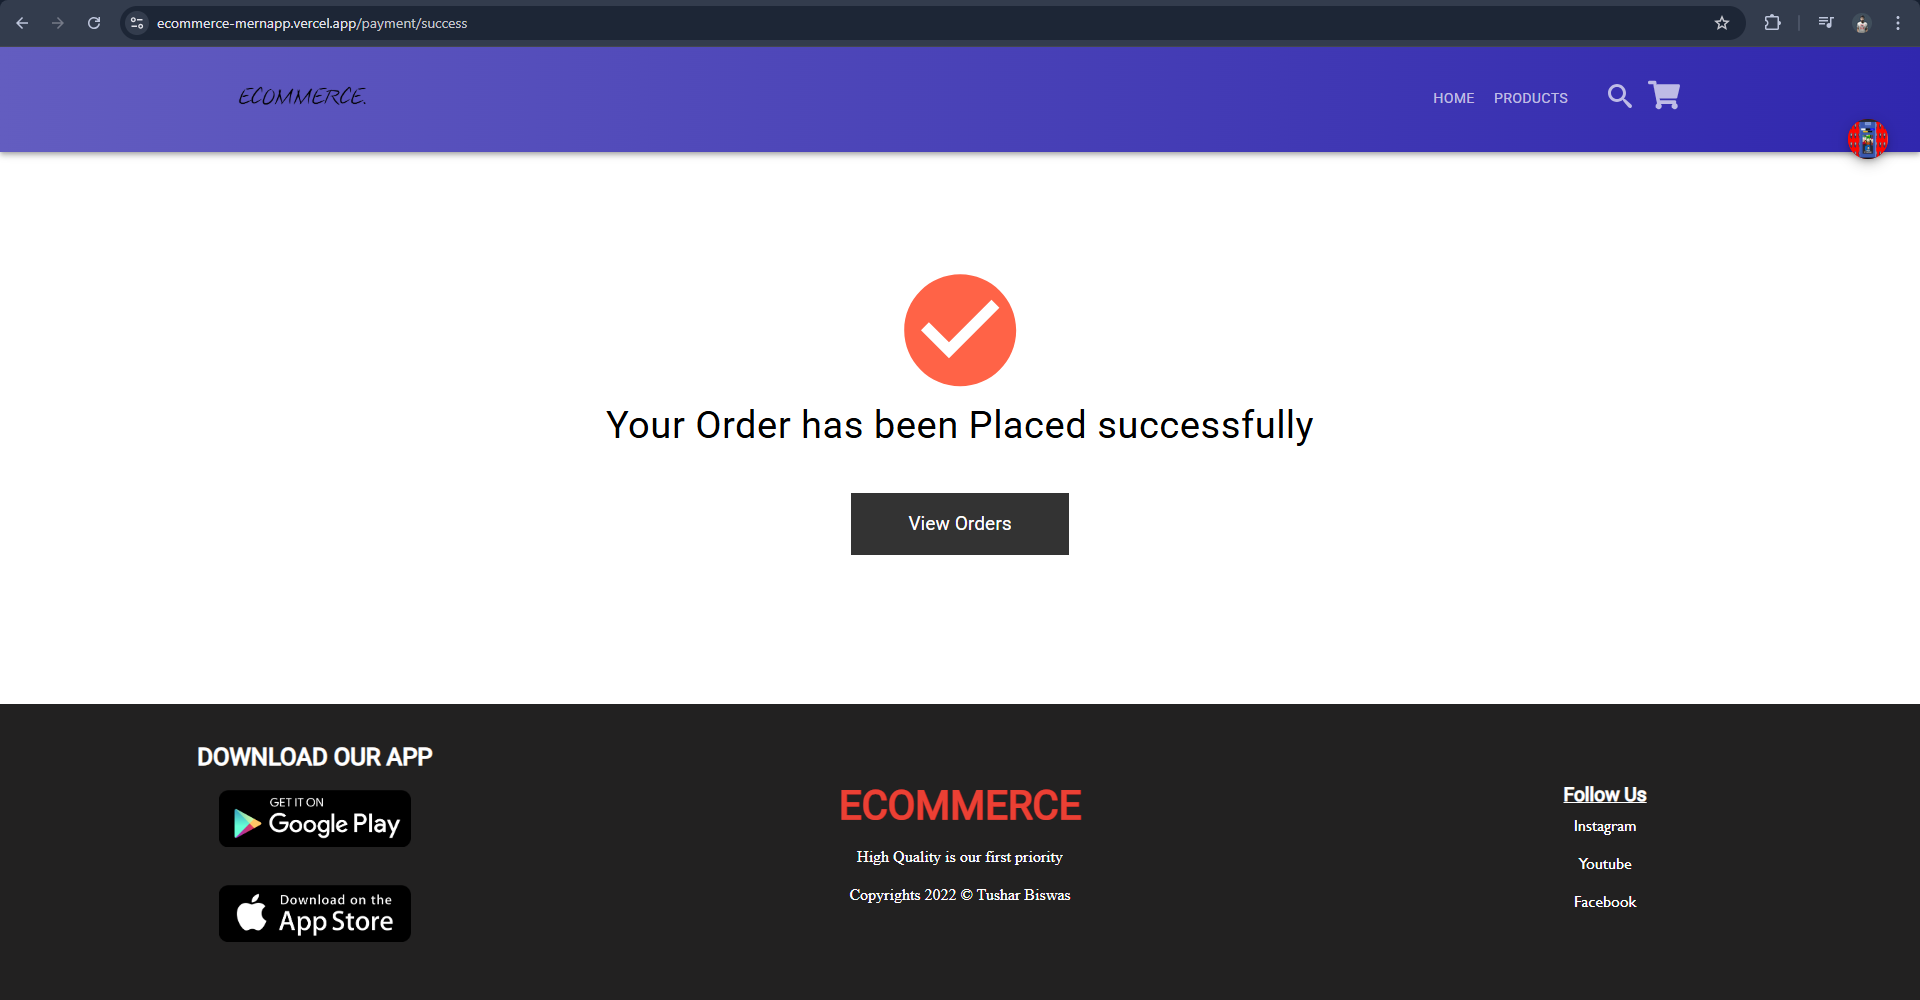 ecommerce-mernapp.vercel.app/payment/success
ECOMMERCE.
HOME PRODUCTS
Your Order has been Placed successfully
View Orders
DOWNLOAD OUR APP
GET IT ON
Google Play
Download on the
App Store
ECOMMERCE
High Quality is our first priority
Copyrights 2022 © Tushar Biswas
Follow Us
Instagram
Youtube
Facebook